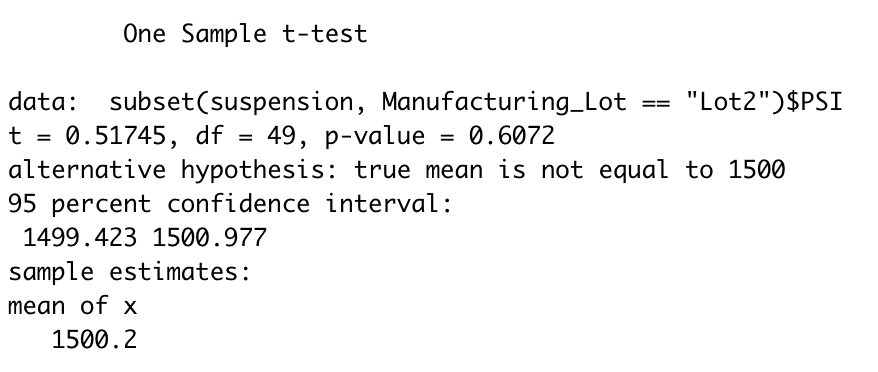 One Sample t-test
data:  subset(suspension, Manufacturing_Lot == "Lot2")$PSI
t = 0.51745, df = 49, p-value = 0.6072
alternative hypothesis: true mean is not equal to 1500
95 percent confidence interval:
1499.423 1500.977
sample estimates:
mean of x
1500.2